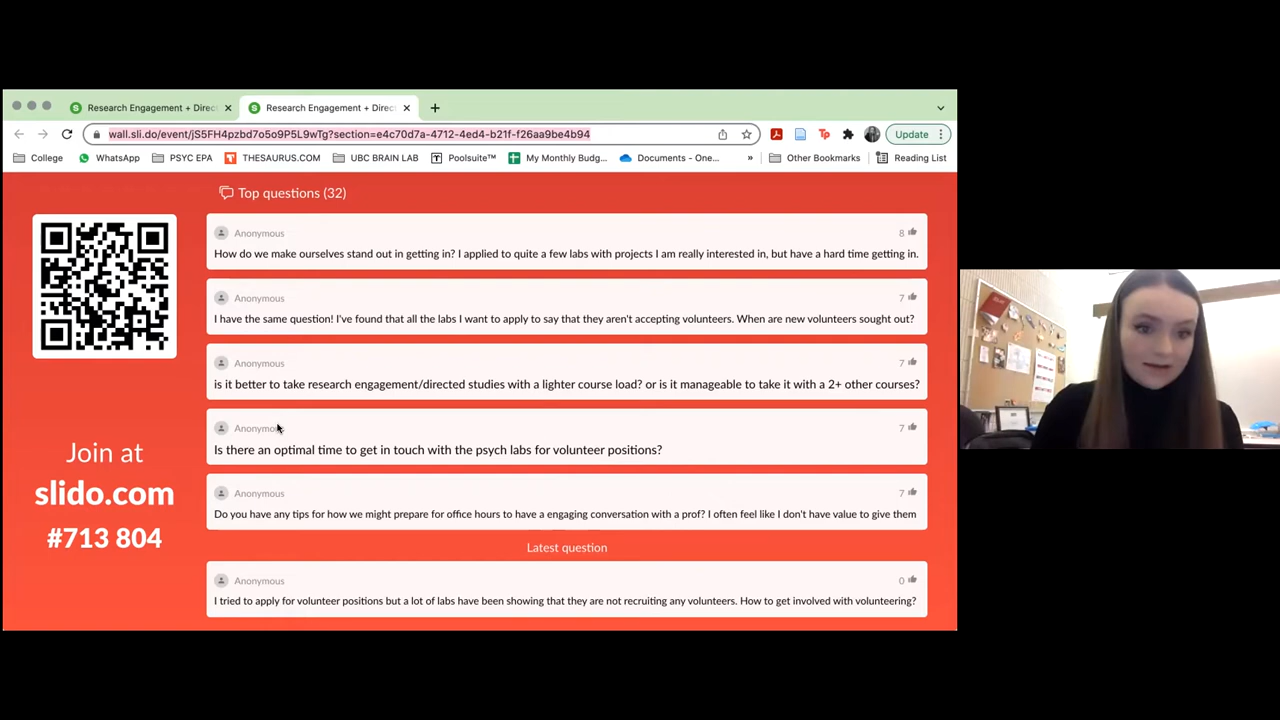 Research Engagement + Direc
Research Engagement + Direc
wall.sli.do/event/jS5FH4pzbd7o5o9P5L9wTg?section=e4c70d7a-4712-4ed4-b21f-f26aa9be4b94
Update
College
WhatsApp
PSYC EPA
THESAURUS.COM
UBC BRAIN LAB
Poolsuite™
My Monthly Budg...
Documents - One...
»
Other Bookmarks
Reading List
Top questions (32)
Anonymous 8
How do we make ourselves stand out in getting in? I applied to quite a few labs with projects I am really interested in, but have a hard time getting in.
Anonymous 7
I have the same question! I've found that all the labs I want to apply to say that they aren't accepting volunteers. When are new volunteers sought out?
Anonymous 7
is it better to take research engagement/directed studies with a lighter course load? or is it manageable to take it with a 2+ other courses?
Anonymous 7
Is there an optimal time to get in touch with the psych labs for volunteer positions?
Anonymous 7
Do you have any tips for how we might prepare for office hours to have a engaging conversation with a prof? I often feel like I don't have value to give them
Latest question
Anonymous 0
I tried to apply for volunteer positions but a lot of labs have been showing that they are not recruiting any volunteers. How to get involved with volunteering?
Join at
slido.com
#713 804